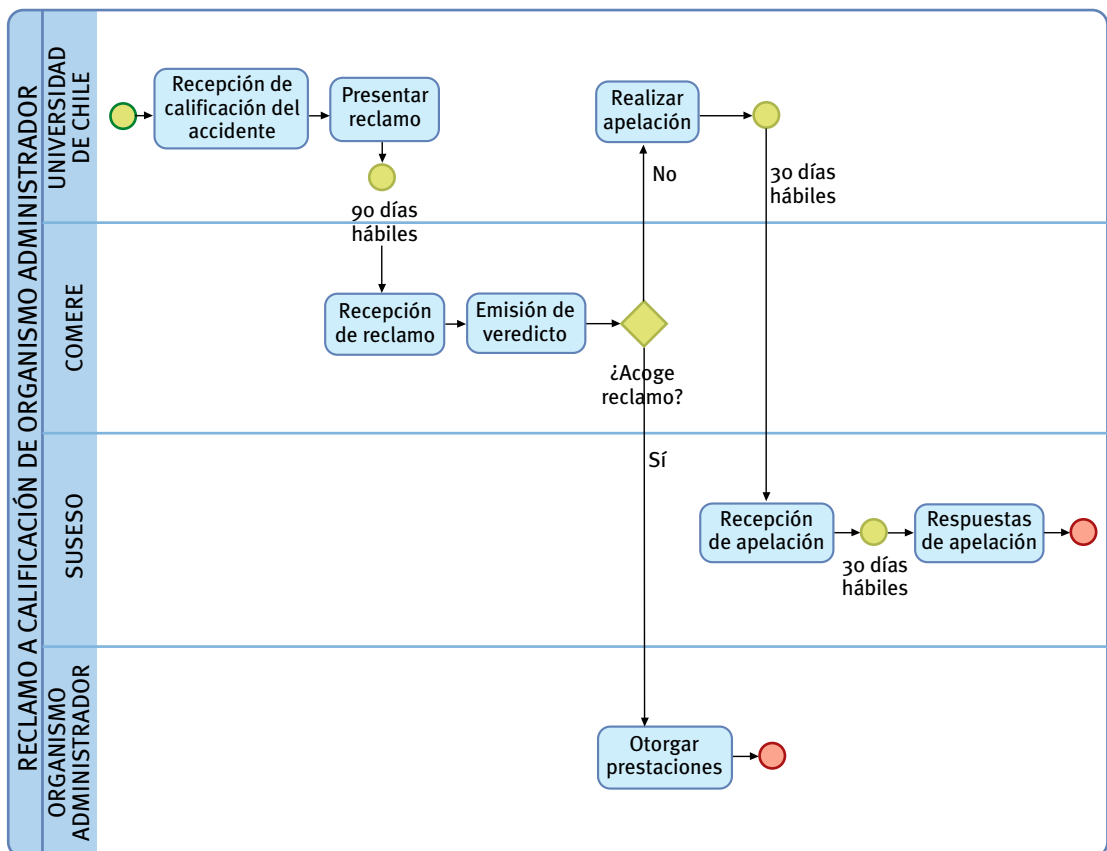 RECLAMO A CALIFICACIÓN DE ORGANISMO ADMINISTRADOR
UNIVERSIDAD
DE CHILE
Recepción de
calificación del
accidente
Presentar
reclamo
90 días
hábiles
Realizar
apelación
No
30 días
hábiles
COMERE
Recepción
de reclamo
Emisión de
veredicto
¿Acoge
reclamo?
SUSESO
Sí
Recepción
de apelación
30 días
hábiles
Respuestas
de apelación
ORGANISMO
ADMINISTRADOR
Otorgar
prestaciones